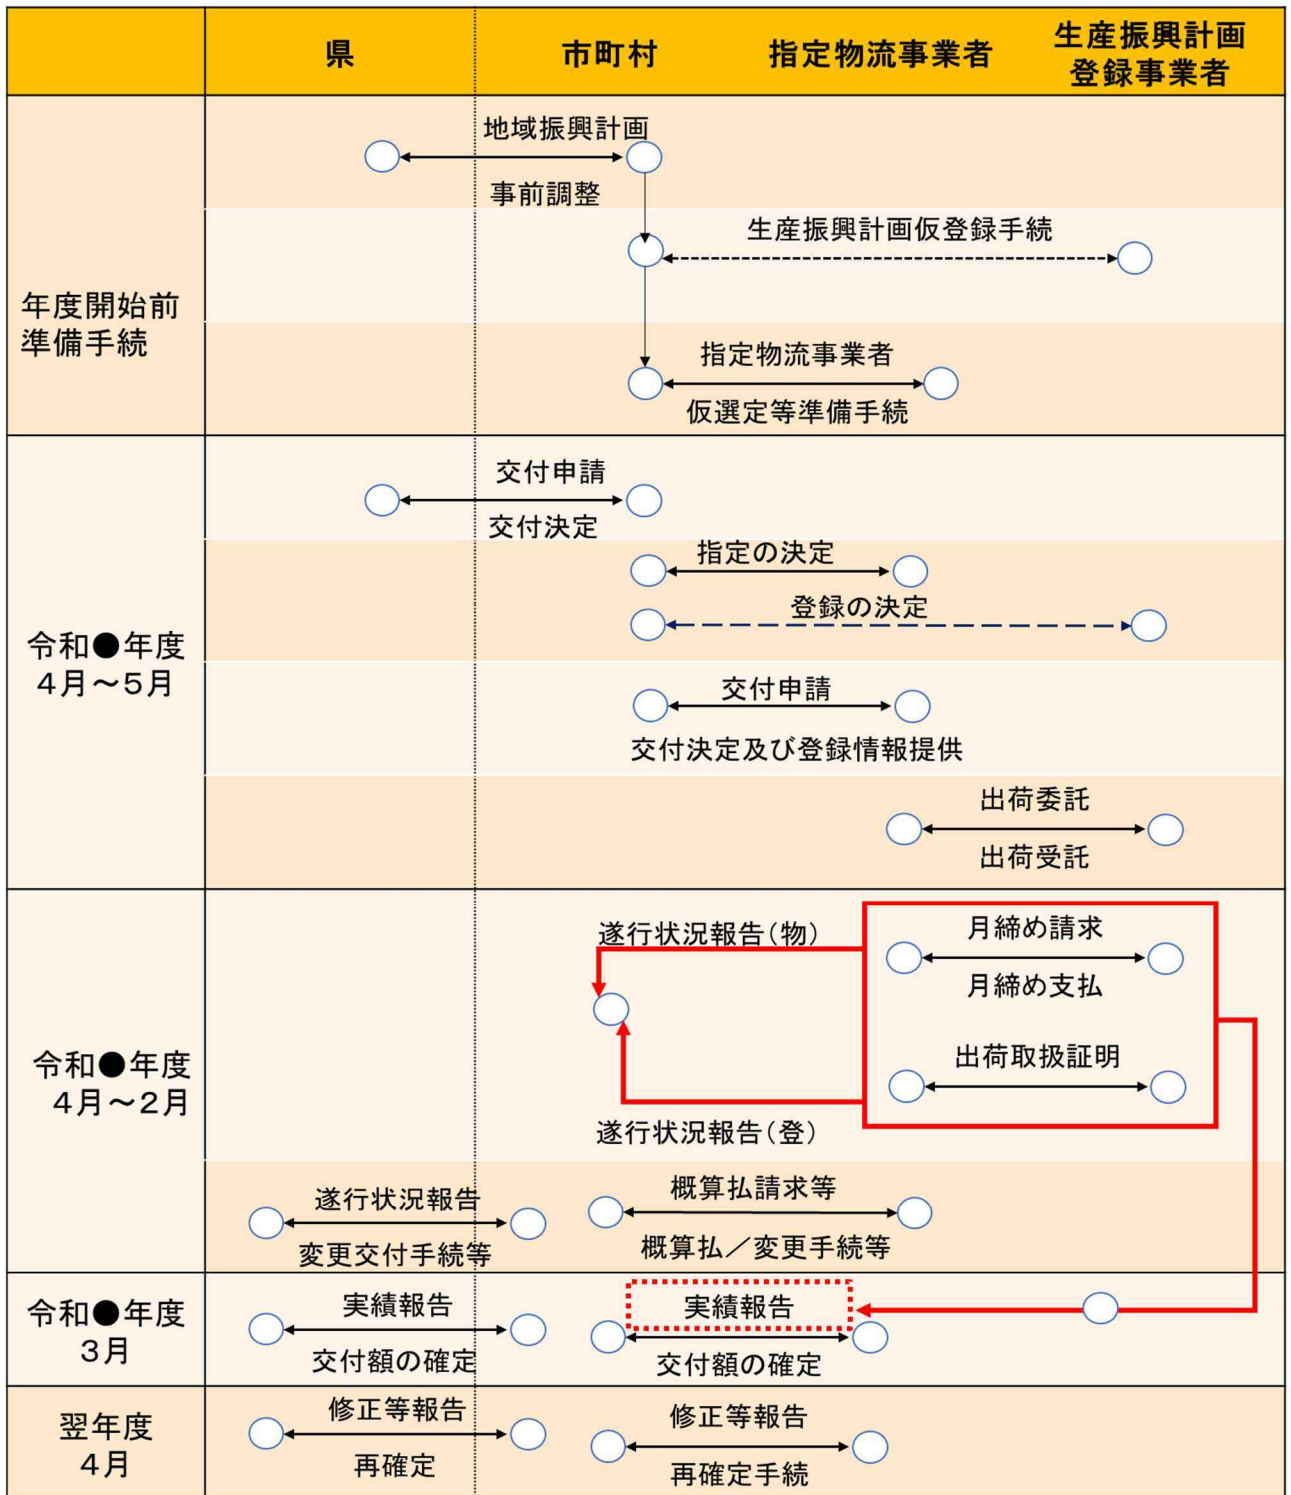 県
市町村
指定物流事業者
生産振興計画
登録事業者
年度開始前
準備手続
地域振興計画
事前調整
生産振興計画仮登録手続
指定物流事業者
仮選定等準備手続
令和●年度
4月～5月
交付申請
交付決定
指定の決定
登録の決定
交付申請
交付決定及び登録情報提供
出荷委託
出荷受託
令和●年度
4月～2月
遂行状況報告（物）
月締め請求
月締め支払
出荷取扱証明
遂行状況報告（登）
遂行状況報告
変更交付手続等
概算払請求等
概算払／変更手続等
令和●年度
3月
実績報告
交付額の確定
実績報告
交付額の確定
翌年度
4月
修正等報告
再確定
修正等報告
再確定手続